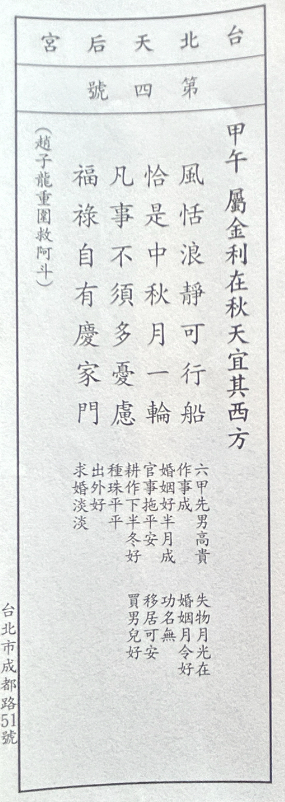 台北天后宮
第四號
甲午 屬金利在秋天宜其西方
風恬浪靜可行船
恰是中秋月一輪
凡事不須多憂慮
福祿自有慶家門
(趙子龍重圍救阿斗)
六甲先男高貴
作事成
婚姻好半月成
官事拖平安
耕作下半冬好
種珠平平
出外好
求婚淡淡
失物月光在
婚姻月令好
功名無
移居可安
買男兒好
台北市成都路51號